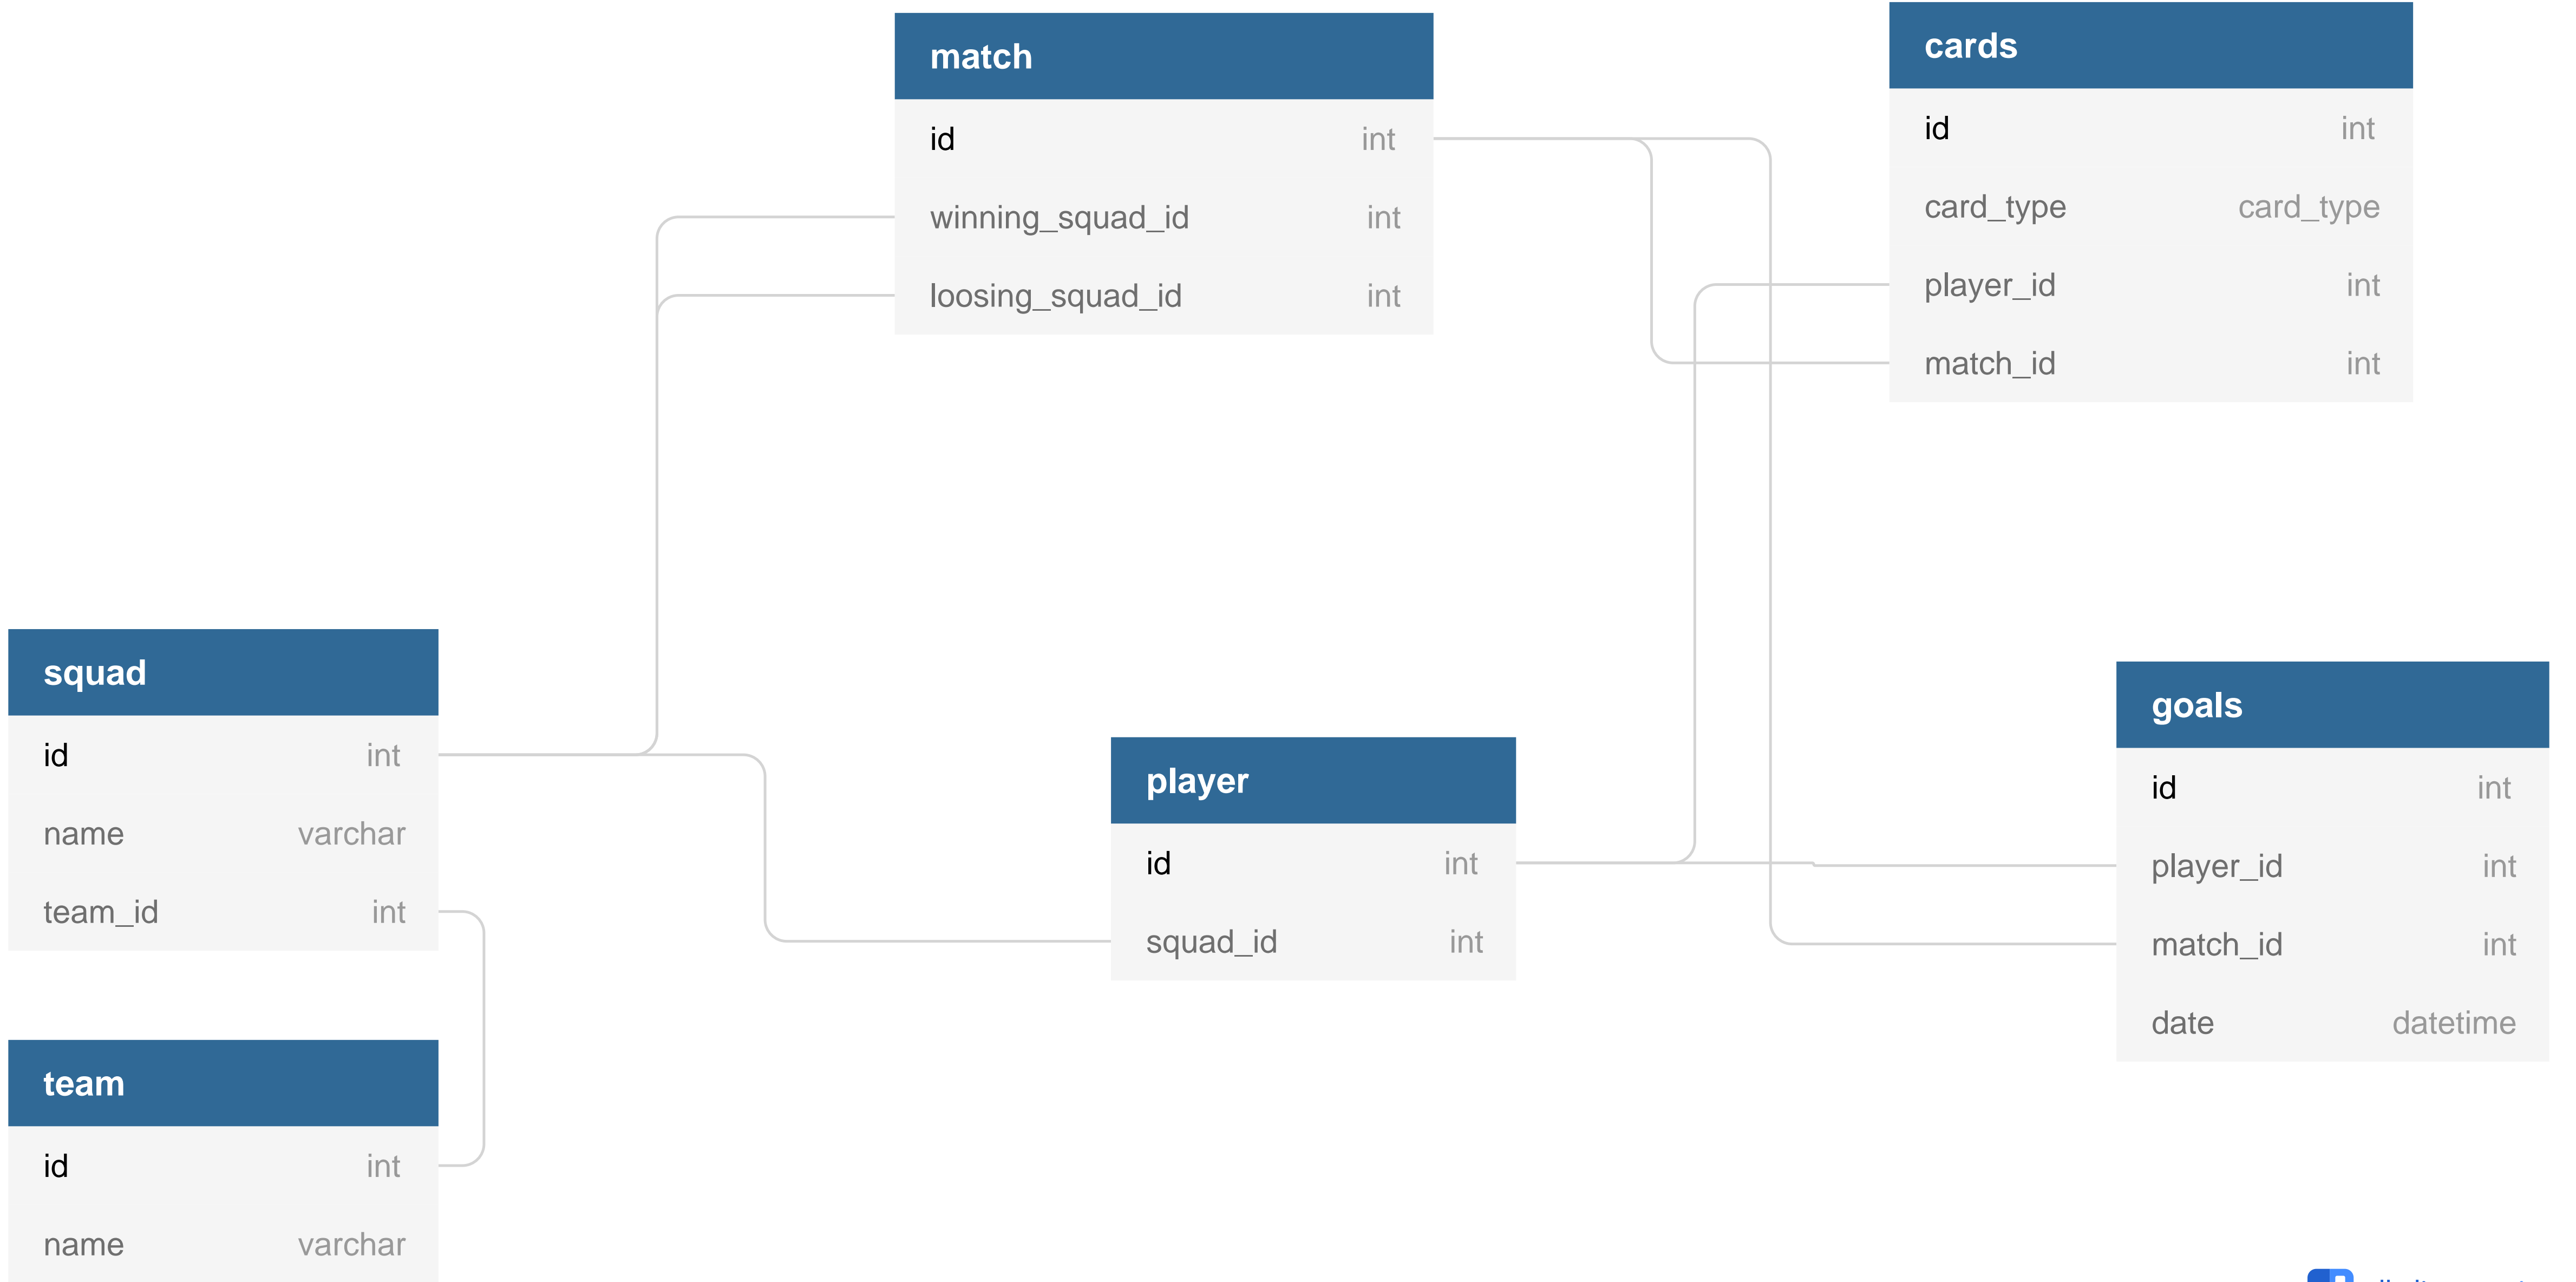 match
id int
winning_squad_id int
loosing_squad_id int
cards
id int
card_type card_type
player_id int
match_id int
squad
id int
name varchar
team_id int
player
id int
squad_id int
goals
id int
player_id int
match_id int
date datetime
team
id int
name varchar